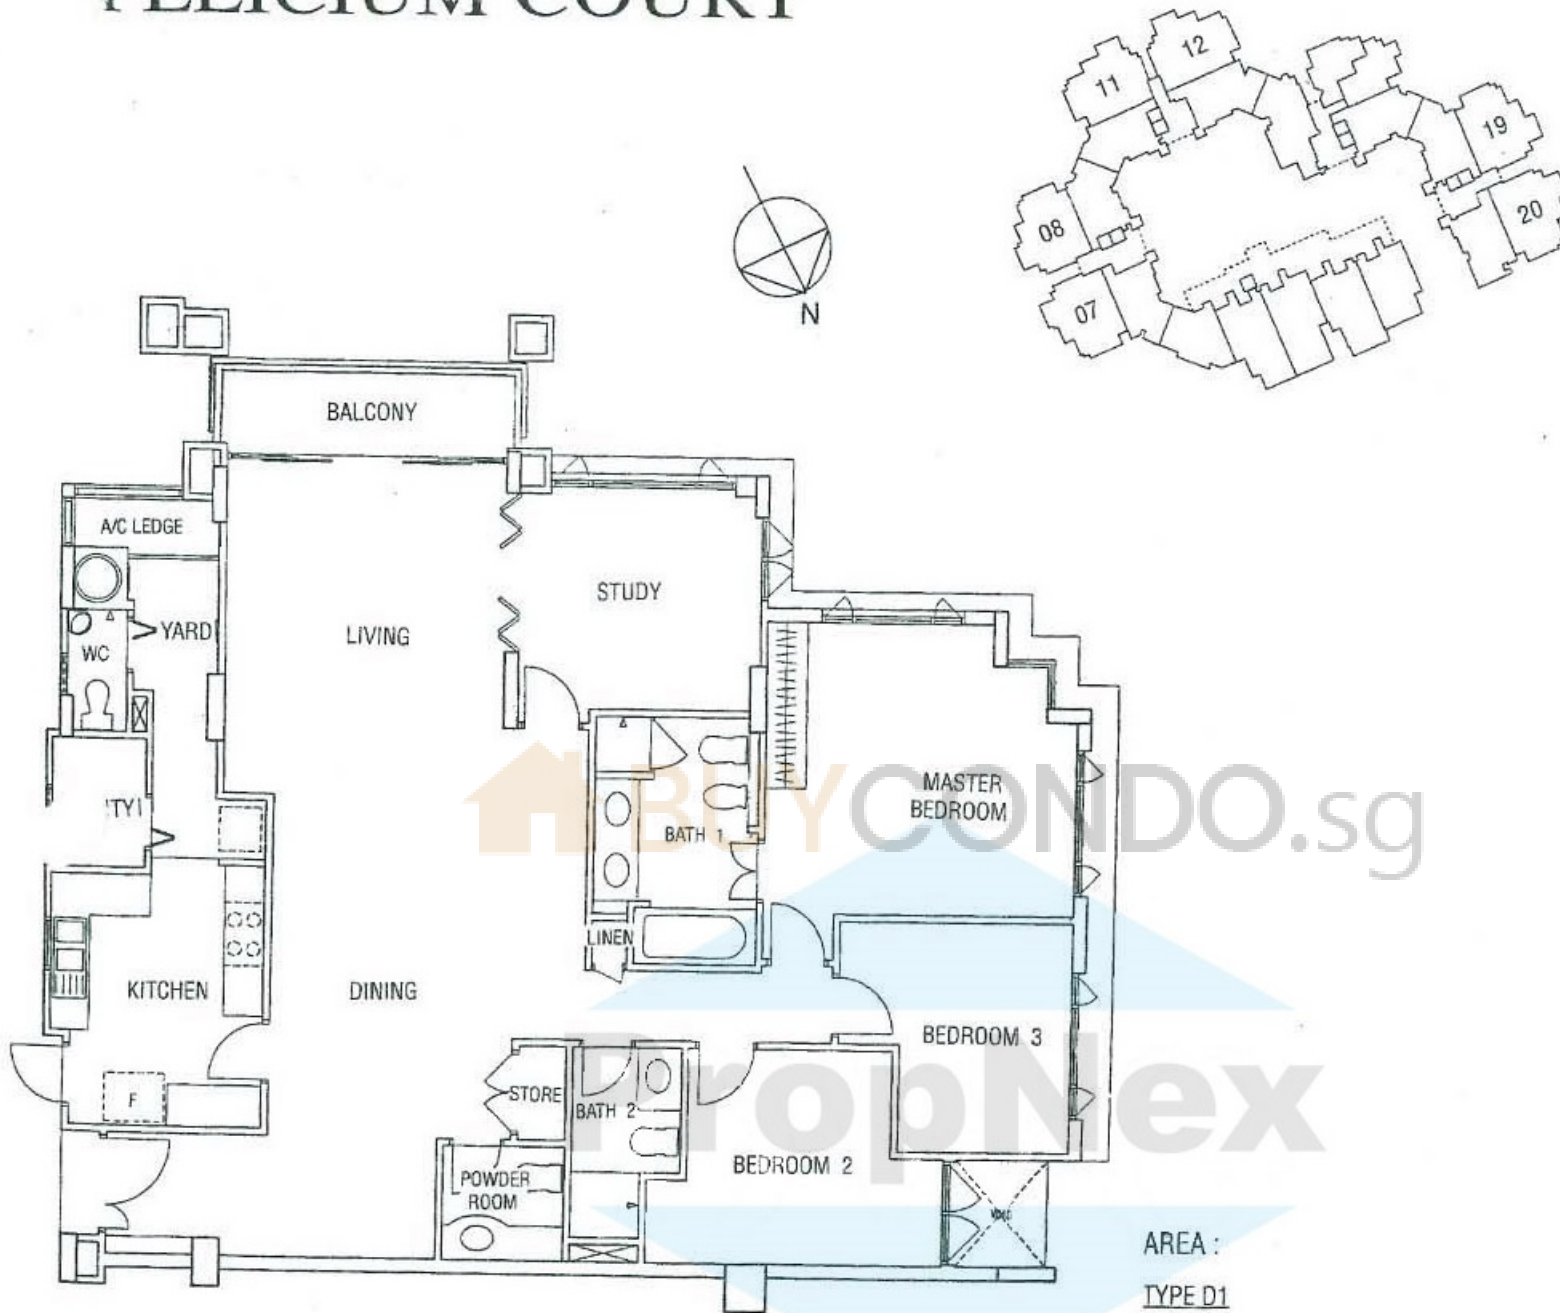 COURT
11
12
19
08
20
07
N
BALCONY
A/C LEDGE
STUDY
YARD
LIVING
WC
MASTER
BEDROOM
BUYCONDO.sg
BATH 1
LINEN
KITCHEN
DINING
BEDROOM 3
PropNex
STORE
F
BATH 2
BEDROOM 2
POWDER
ROOM
AREA :
TYPE D1